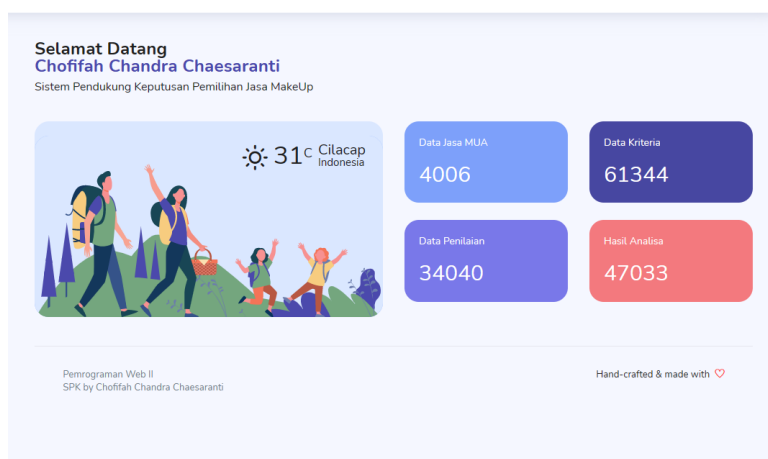 Selamat Datang
Chofifah Chandra Chaesaranti
Sistem Pendukung Keputusan Pemilihan Jasa MakeUp
31C Cilacap
Indonesia
Data Jasa MUA
4006
Data Kriteria
61344
Data Penilaian
34040
Hasil Analisa
47033
Pemrograman Web II
SPK by Chofifah Chandra Chaesaranti
Hand-crafted & made with